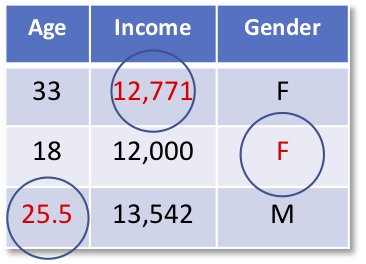 Age Income Gender
33 12,771 F
18 12,000 F
25.5 13,542 M